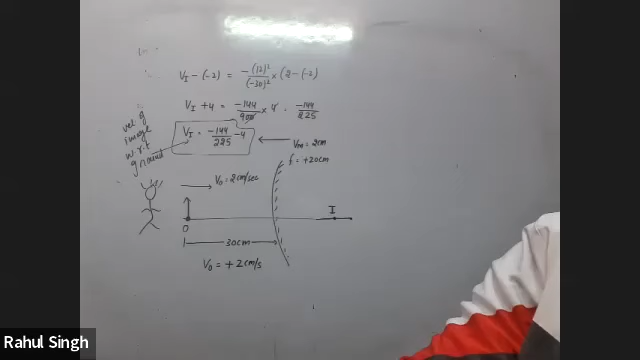 V_I - (-2) = -(12)²/(-30)² × (2 - (-2))
V_I + 4 = -144/900 × 4 = -144/225
vel of image w.r.t ground
V_I = -144/225 - 4
V_m = 2cm
f = +20cm
V_0 = 2cm/sec
I
O
30cm
V_0 = +2cm/s
Rahul Singh